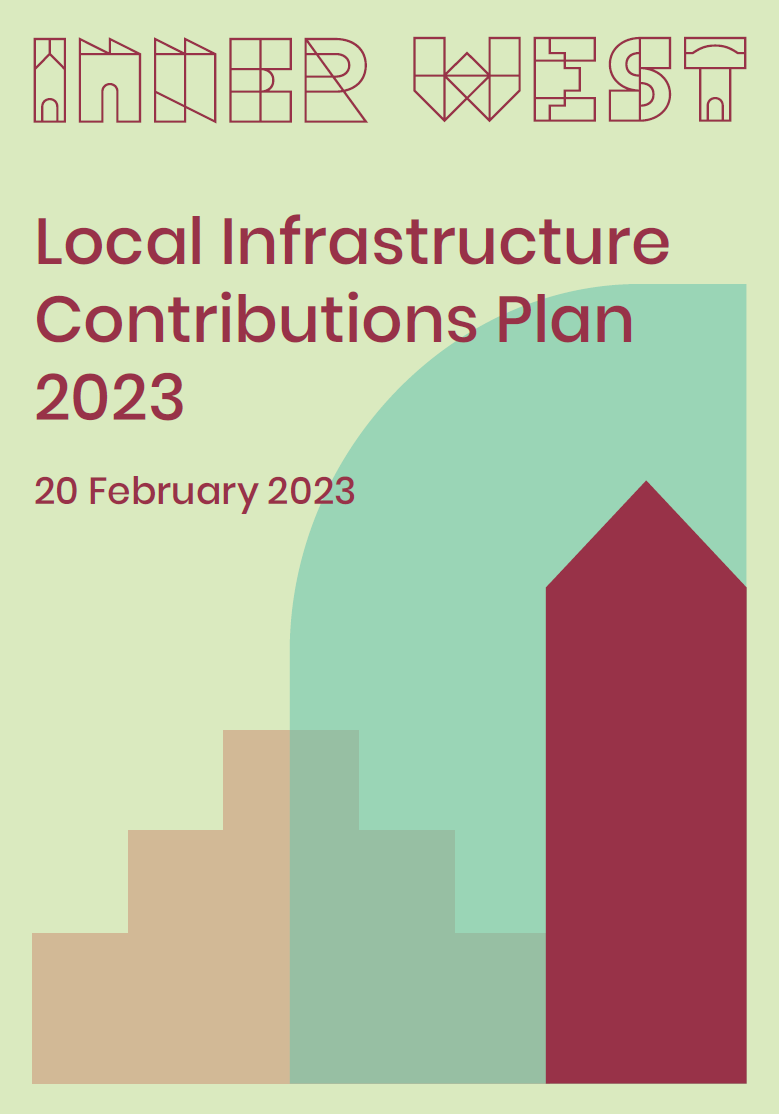 INNER WEST
Local Infrastructure
Contributions Plan
2023
20 February 2023